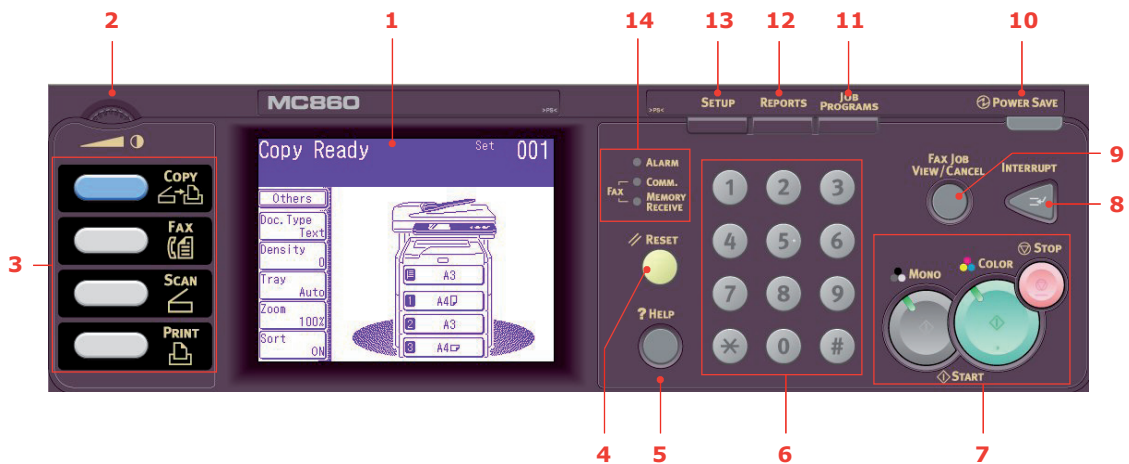 2
1
14
13
12
11
10
MC860
>PS<
>PS<
SETUP
REPORTS
JOB
PROGRAMS
POWER SAVE
Copy Ready
Set
001
Others
Doc.Type
Text
Density
0
Tray
Auto
Zoom
100%
Sort
ON
A3
1
A4
2
A3
3
A4
COPY
FAX
SCAN
PRINT
3
ALARM
FAX
COMM.
MEMORY
RECEIVE
RESET
? HELP
1
2
3
4
5
6
7
8
9
0
#
FAX JOB
VIEW/CANCEL
INTERRUPT
9
8
STOP
MONO
COLOR
START
4
5
6
7